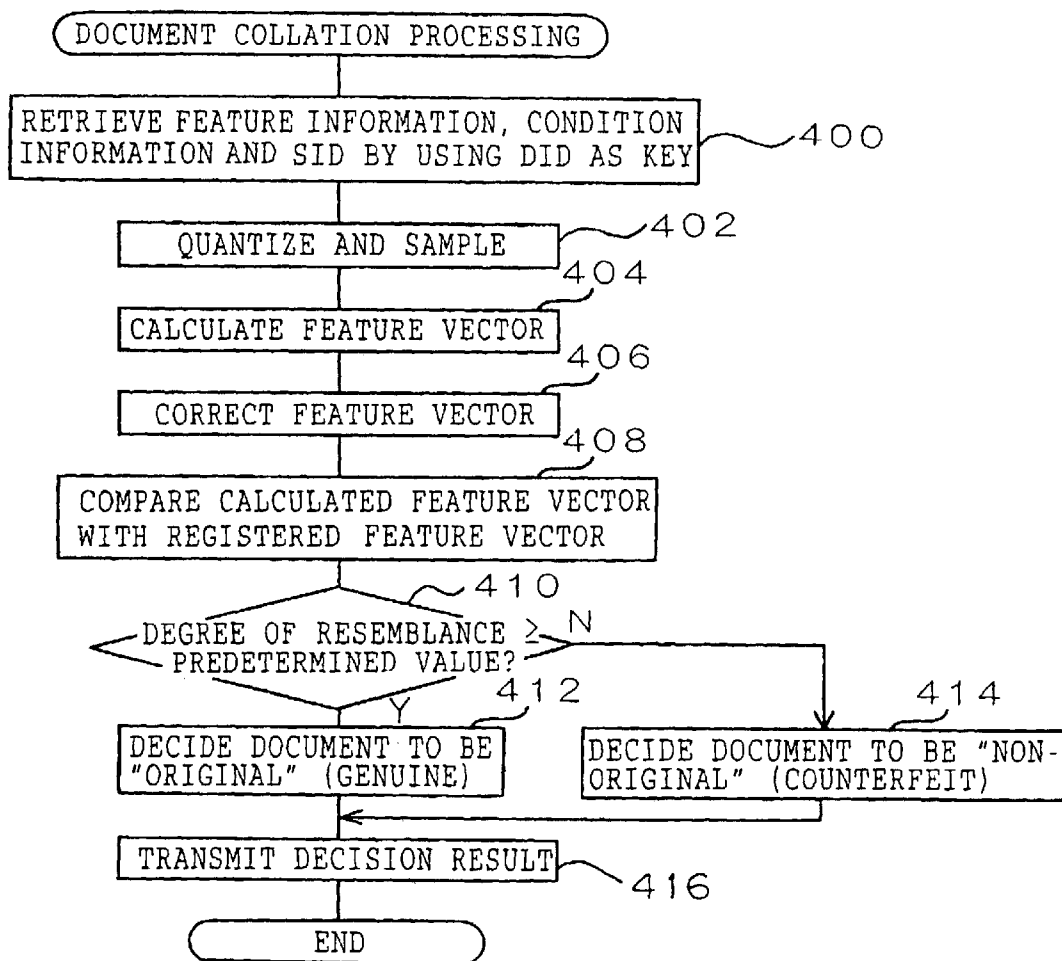 DOCUMENT COLLATION PROCESSING
RETRIEVE FEATURE INFORMATION, CONDITION
INFORMATION AND SID BY USING DID AS KEY
400
QUANTIZE AND SAMPLE
402
404
CALCULATE FEATURE VECTOR
406
CORRECT FEATURE VECTOR
408
COMPARE CALCULATED FEATURE VECTOR
WITH REGISTERED FEATURE VECTOR
410
DEGREE OF RESEMBLANCE ≥
PREDETERMINED VALUE?
N
Y
412
DECIDE DOCUMENT TO BE
"ORIGINAL" (GENUINE)
414
DECIDE DOCUMENT TO BE "NON-
ORIGINAL" (COUNTERFEIT)
TRANSMIT DECISION RESULT
416
END